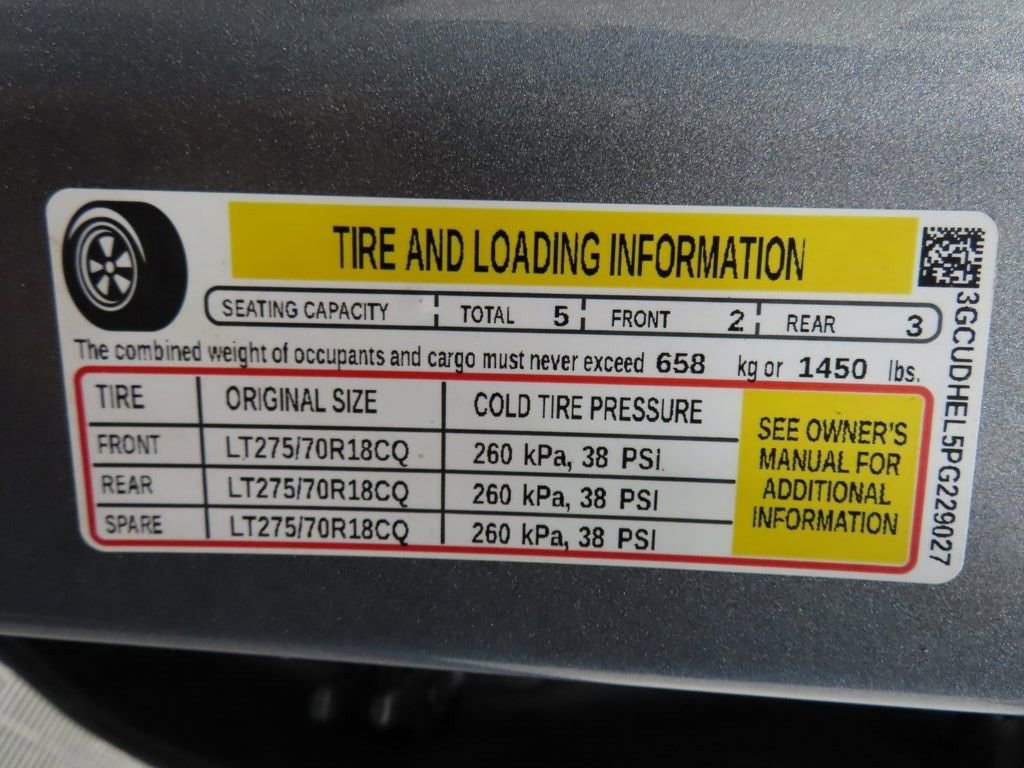 TIRE AND LOADING INFORMATION
SEATING CAPACITY TOTAL 5 FRONT 2 REAR 3
The combined weight of occupants and cargo must never exceed 658 kg or 1450 lbs.
TIRE ORIGINAL SIZE COLD TIRE PRESSURE
FRONT LT275/70R18CQ 260 kPa, 38 PSI
REAR LT275/70R18CQ 260 kPa, 38 PSI
SPARE LT275/70R18CQ 260 kPa, 38 PSI
SEE OWNER'S
MANUAL FOR
ADDITIONAL
INFORMATION
3GCUDHEL5PG229027